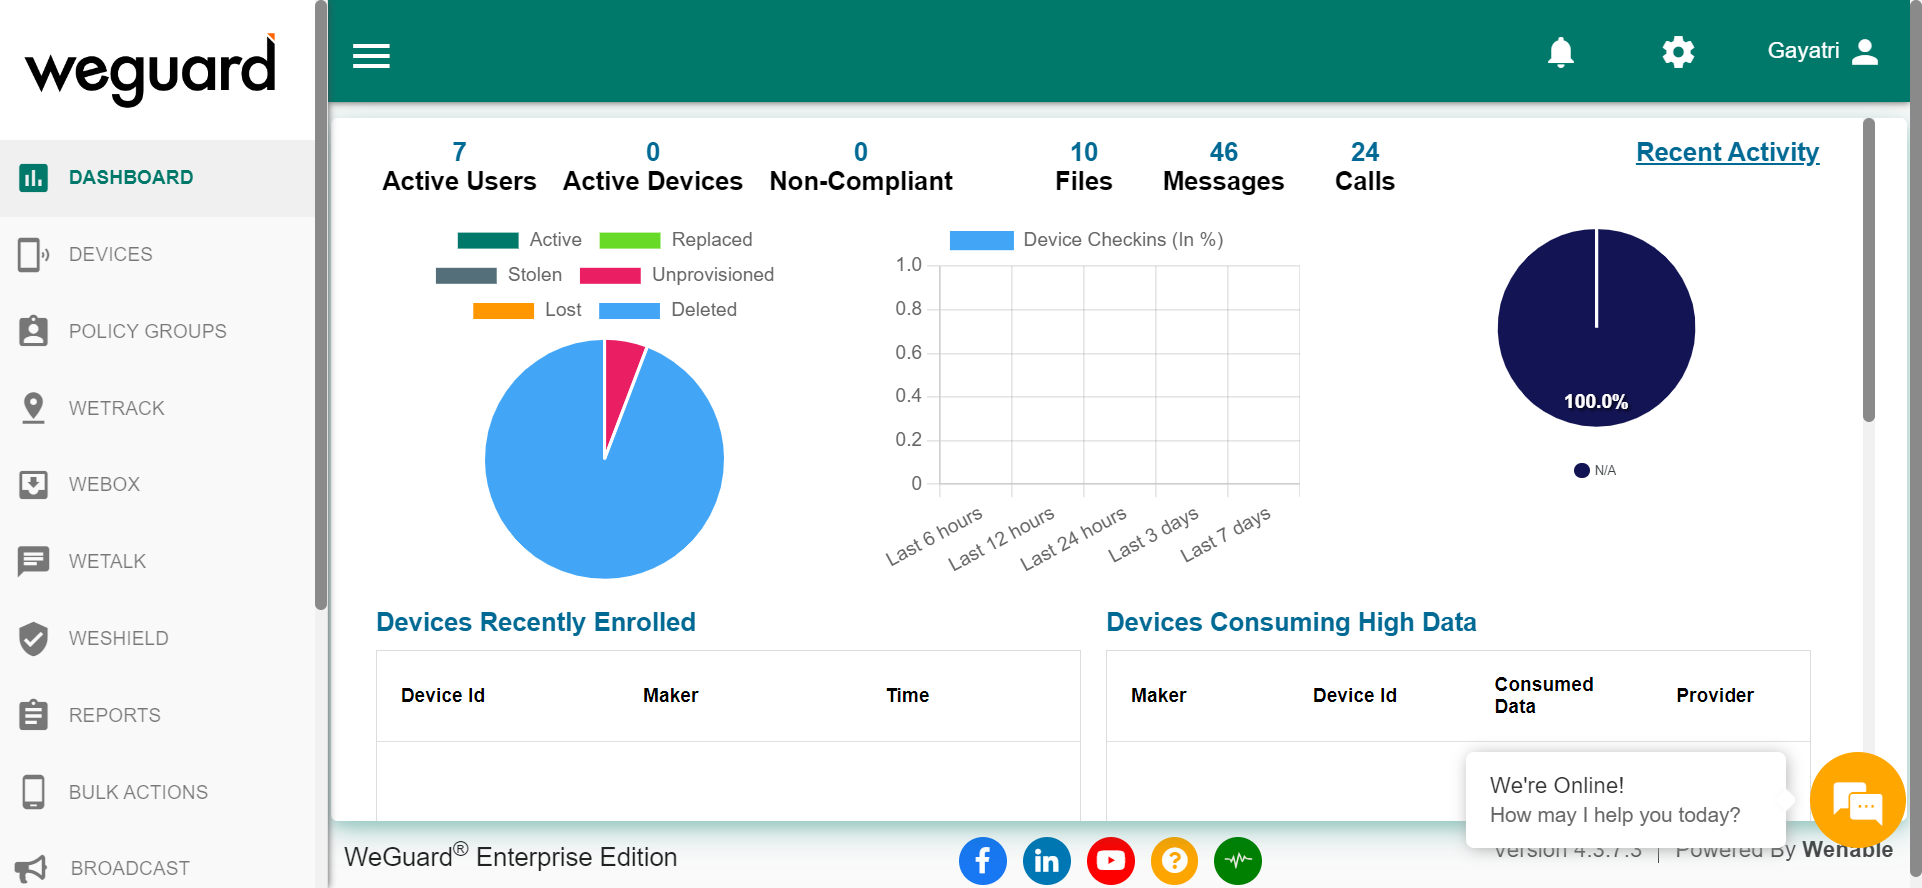 weguard
Gayatri
DASHBOARD
DEVICES
POLICY GROUPS
WETRACK
WEBOX
WETALK
WESHIELD
REPORTS
BULK ACTIONS
BROADCAST
7 0 0 10 46 24
Active Users Active Devices Non-Compliant Files Messages Calls
Recent Activity
Active Replaced
Stolen Unprovisioned
Lost Deleted
Device Checkins (In %)
1.0
0.8
0.6
0.4
0.2
0
Last 6 hours Last 12 hours Last 24 hours Last 3 days Last 7 days
100.0%
N/A
Devices Recently Enrolled
Device Id Maker Time
Devices Consuming High Data
Maker Device Id Consumed Data Provider
We're Online!
How may I help you today?
WeGuard® Enterprise Edition
Version 4.3.7.3 | Powered By Wenable